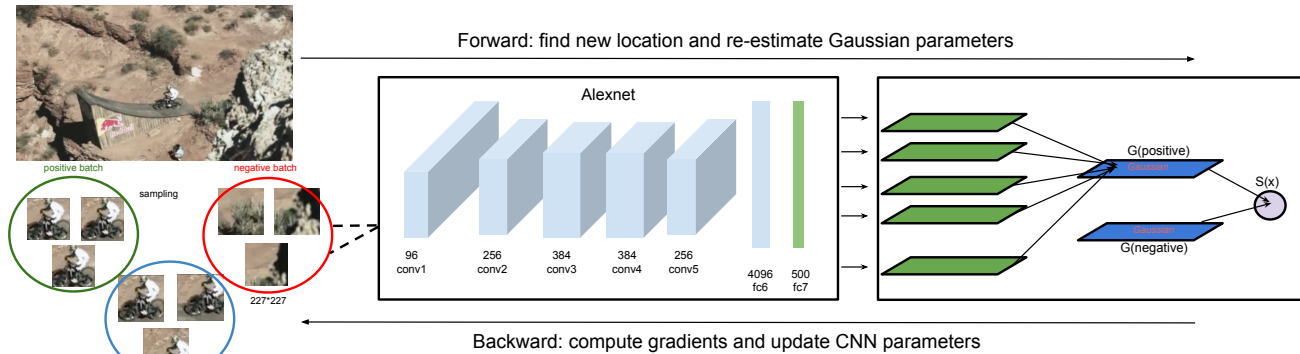 Forward: find new location and re-estimate Gaussian parameters
Alexnet
positive batch
negative batch
sampling
G(positive)
Gaussian
S(x)
Gaussian
G(negative)
96
conv1
256
conv2
384
conv3
384
conv4
256
conv5
4096
fc6
500
fc7
227*227
Backward: compute gradients and update CNN parameters